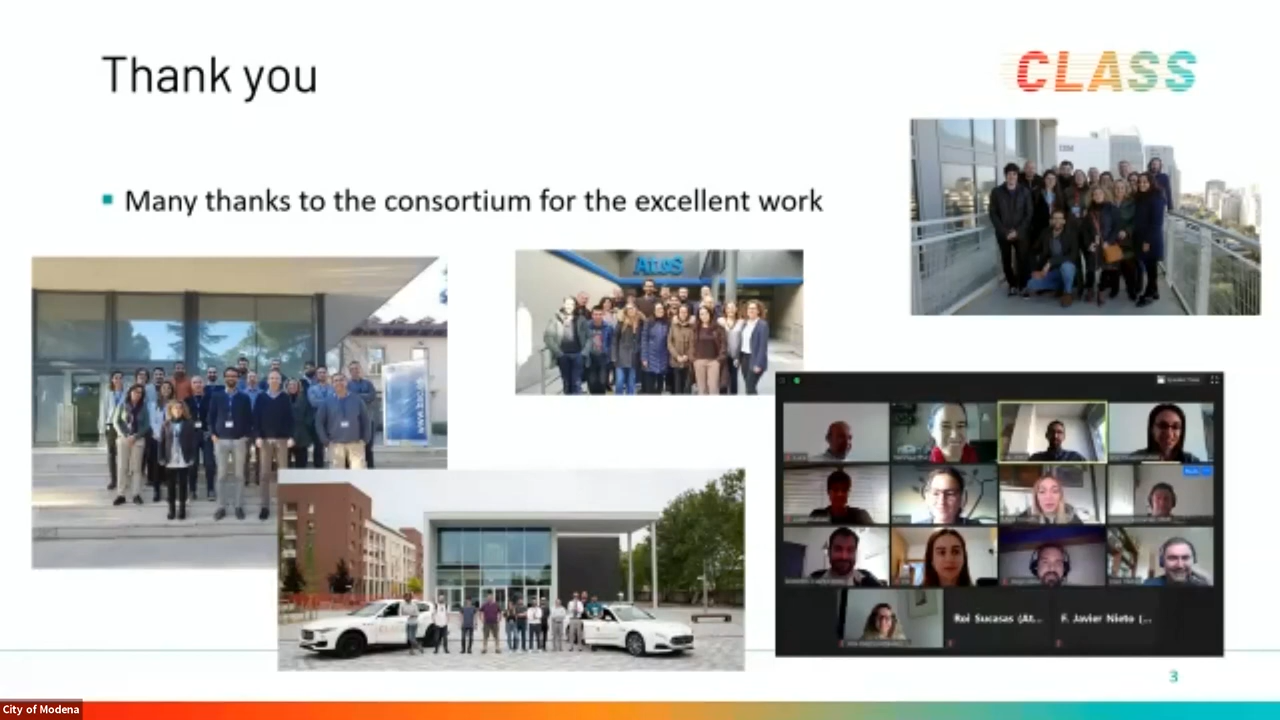 Thank you
CLASS
Many thanks to the consortium for the excellent work
IBM
Atos
Roi Sucasas (At...
F. Javier Nieto (...
3
City of Modena